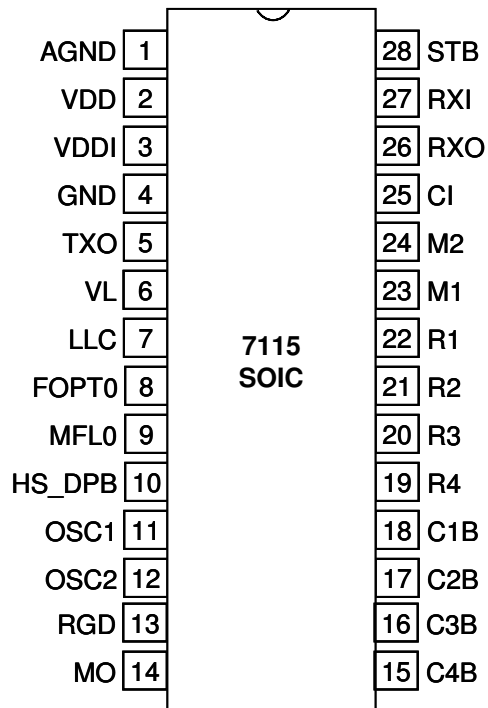 AGND 1 28 STB
VDD 2 27 RXI
VDDI 3 26 RXO
GND 4 25 CI
TXO 5 24 M2
VL 6 23 M1
LLC 7 22 R1
7115
SOIC
FOPT0 8 21 R2
MFL0 9 20 R3
HS_DPB 10 19 R4
OSC1 11 18 C1B
OSC2 12 17 C2B
RGD 13 16 C3B
MO 14 15 C4B